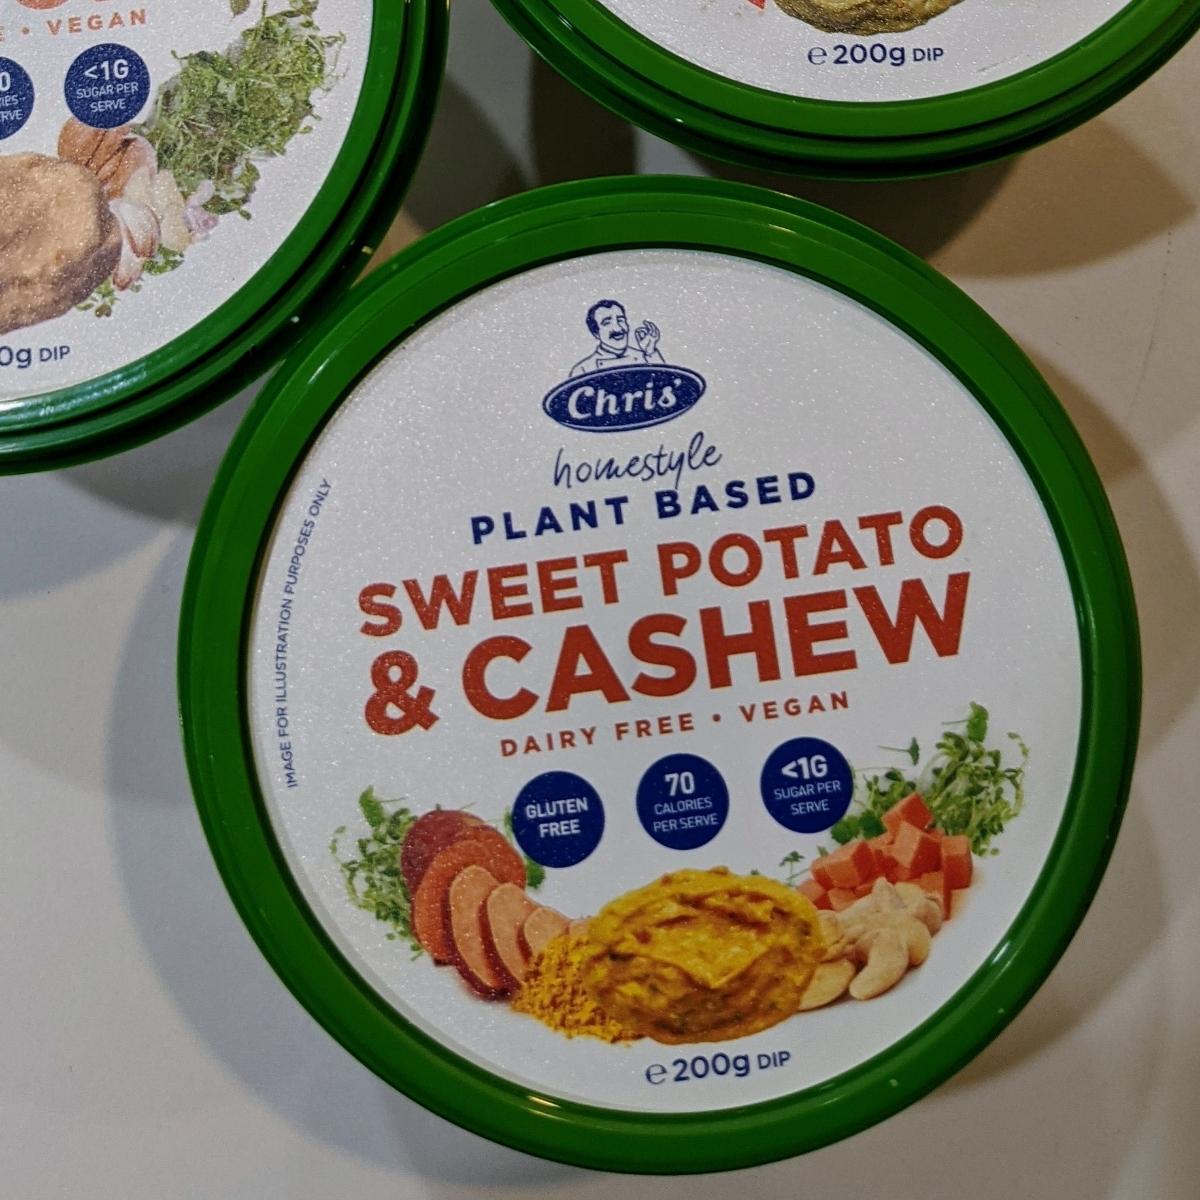 • VEGAN
<1G
SUGAR PER
SERVE
0g DIP
℮ 200g DIP
Chris'
homestyle
PLANT BASED
SWEET POTATO
& CASHEW
DAIRY FREE • VEGAN
GLUTEN
FREE
70
CALORIES
PER SERVE
<1G
SUGAR PER
SERVE
IMAGE FOR ILLUSTRATION PURPOSES ONLY
℮ 200g DIP